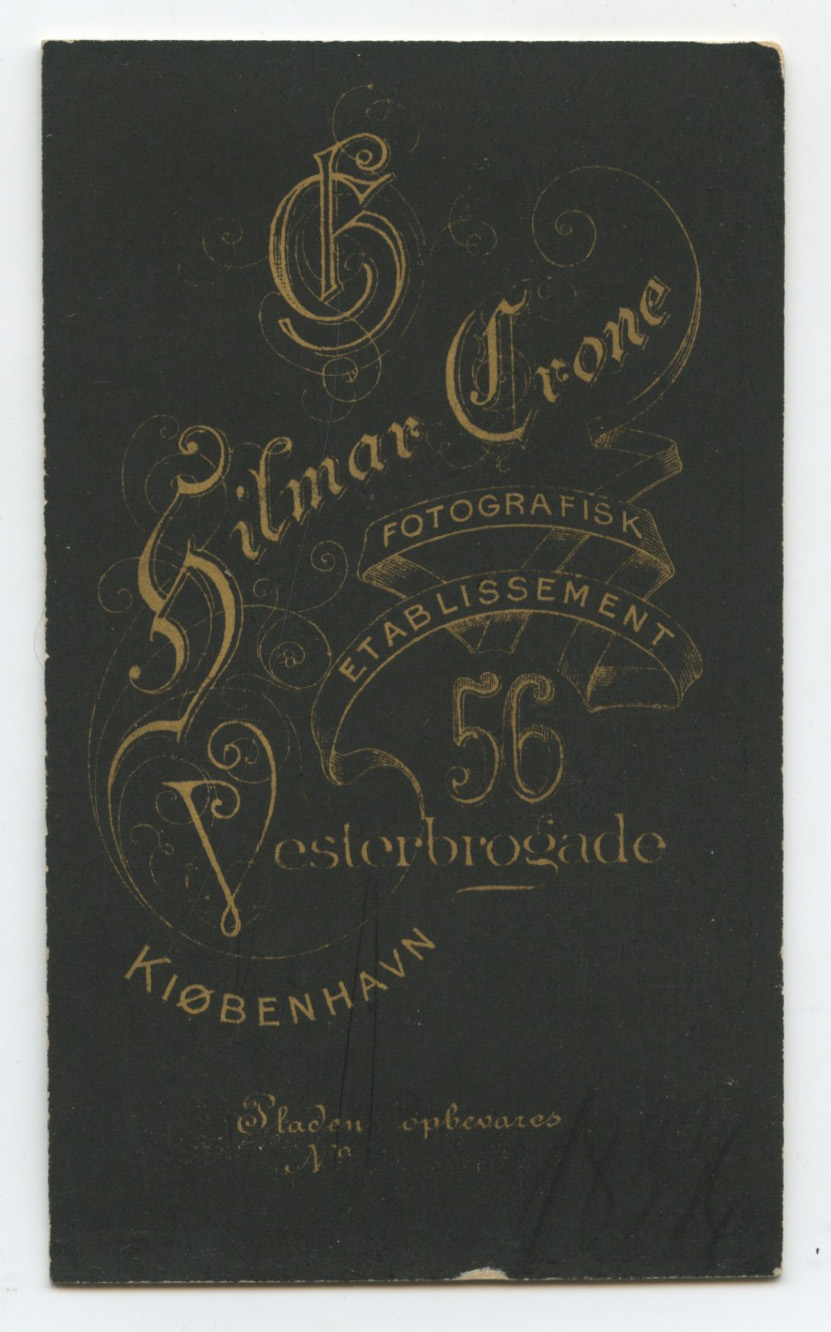 Hilmar Crone
FOTOGRAFISK
ETABLISSEMENT
56
Vesterbrogade
KIØBENHAVN
Pladen opbevares
No